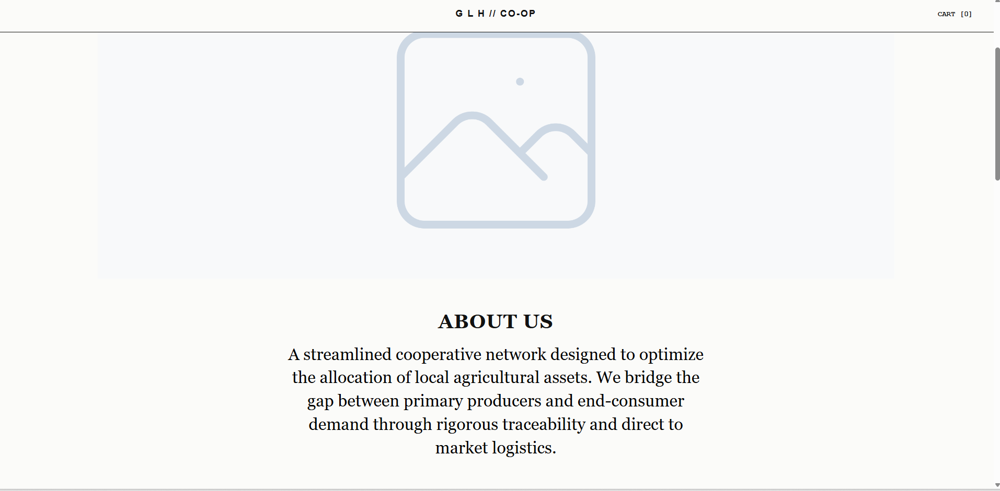 G L H // CO-OP
CART [0]
ABOUT US
A streamlined cooperative network designed to optimize
the allocation of local agricultural assets. We bridge the
gap between primary producers and end-consumer
demand through rigorous traceability and direct to
market logistics.